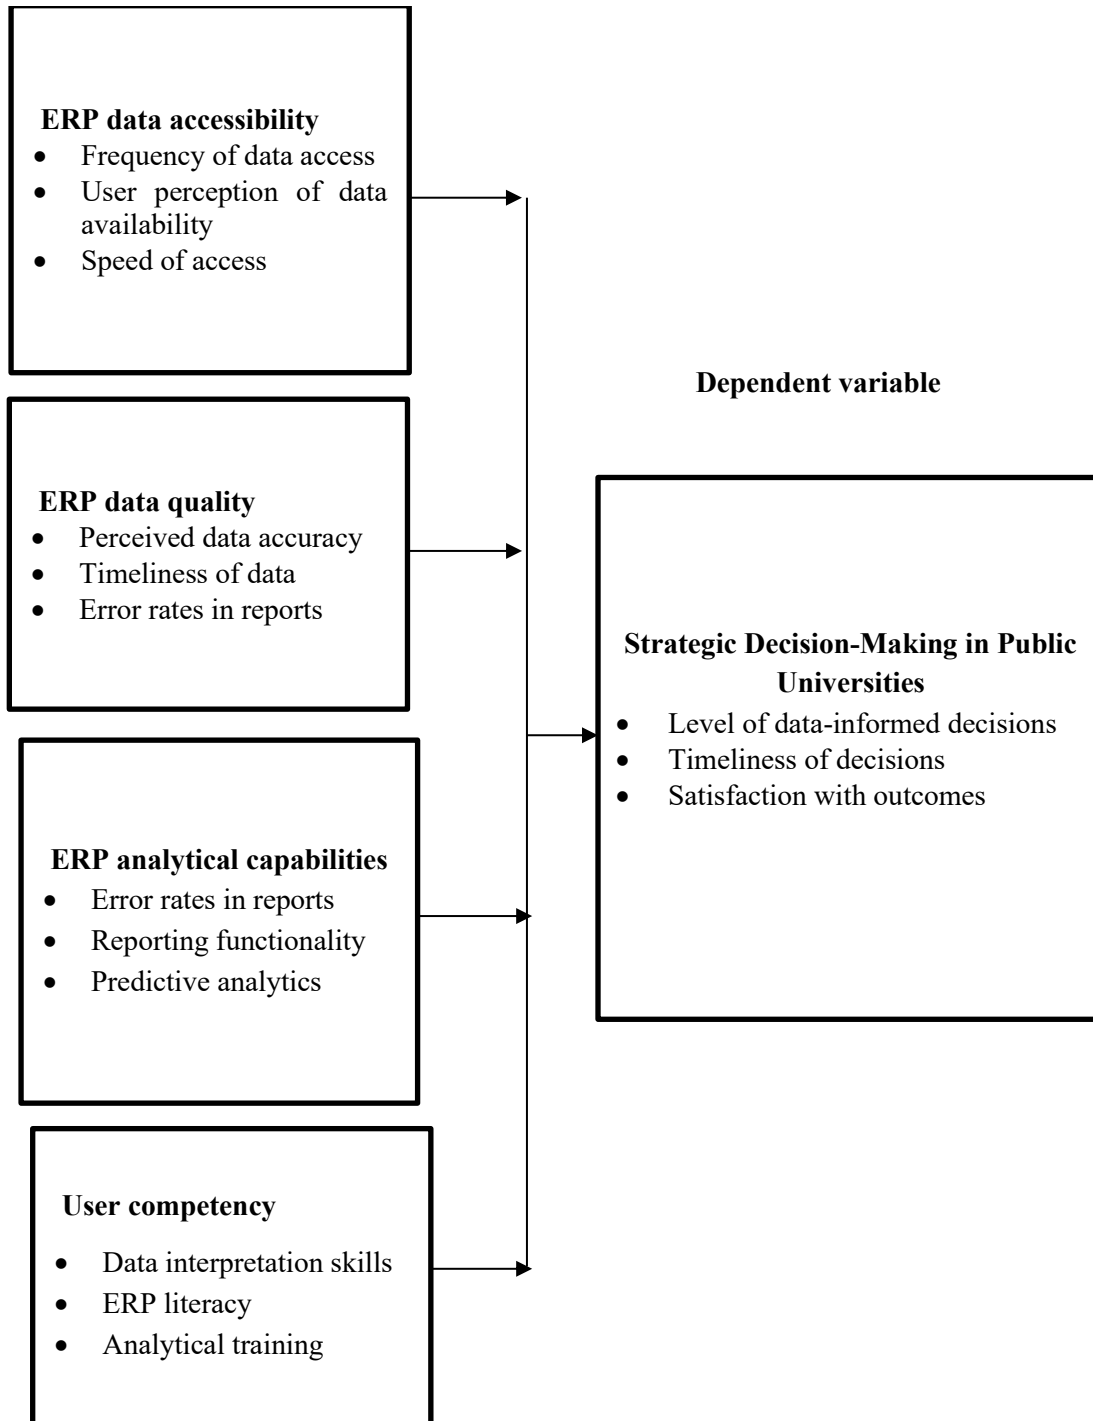 ERP data accessibility
• Frequency of data access
• User perception of data
availability
• Speed of access
ERP data quality
• Perceived data accuracy
• Timeliness of data
• Error rates in reports
ERP analytical capabilities
• Error rates in reports
• Reporting functionality
• Predictive analytics
User competency
• Data interpretation skills
• ERP literacy
• Analytical training
Dependent variable
Strategic Decision-Making in Public
Universities
• Level of data-informed decisions
• Timeliness of decisions
• Satisfaction with outcomes